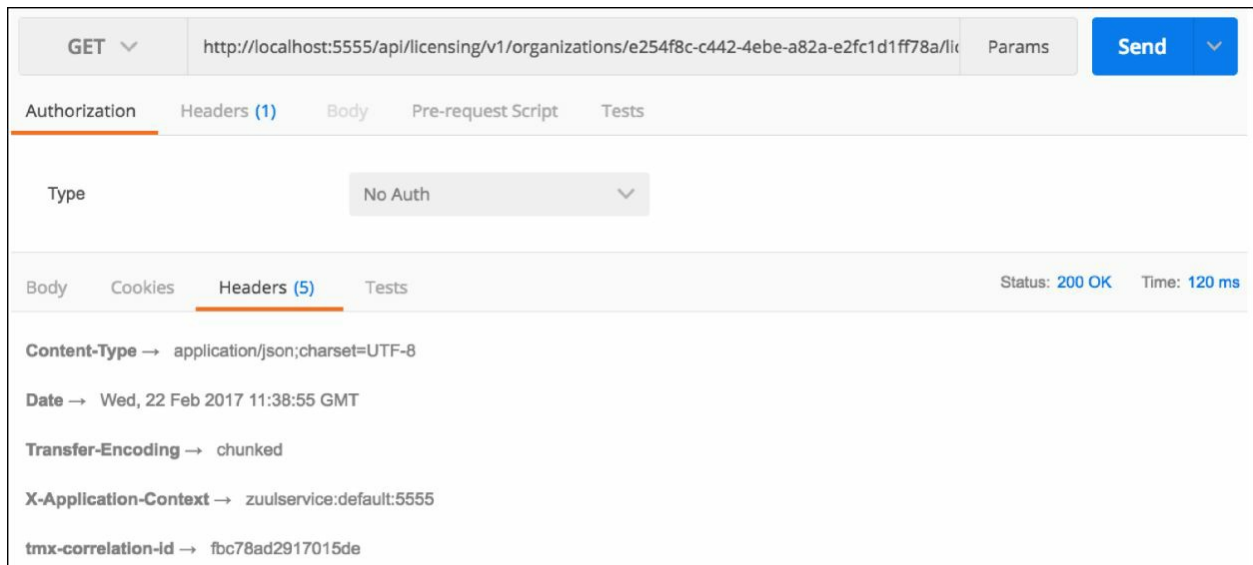 GET http://localhost:5555/api/licensing/v1/organizations/e254f8c-c442-4ebe-a82a-e2fc1d1ff78a/lic Params Send
Authorization Headers (1) Body Pre-request Script Tests
Type No Auth
Body Cookies Headers (5) Tests Status: 200 OK Time: 120 ms
Content-Type → application/json;charset=UTF-8
Date → Wed, 22 Feb 2017 11:38:55 GMT
Transfer-Encoding → chunked
X-Application-Context → zuulservice:default:5555
tmx-correlation-id → fbc78ad2917015de